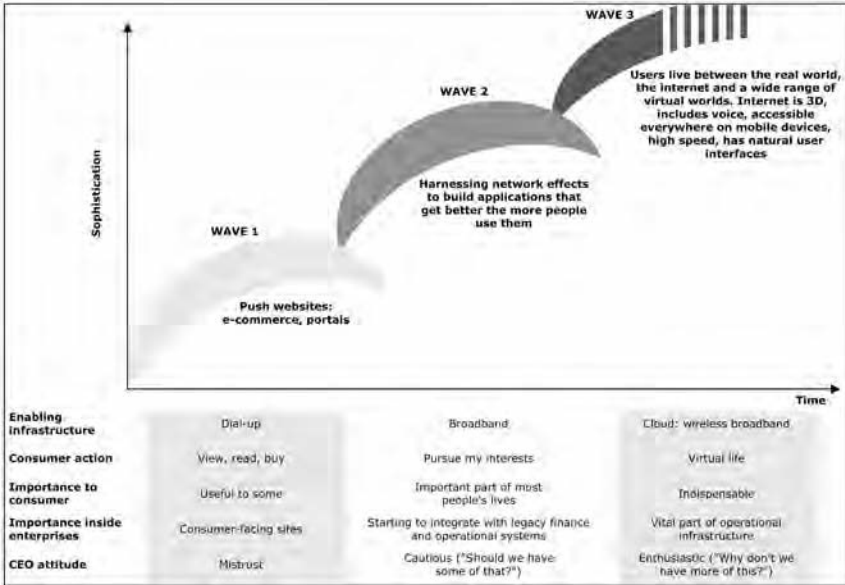 WAVE 3
Users live between the real world,
the internet and a wide range of
virtual worlds. Internet is 3D,
includes voice, accessible
everywhere on mobile devices,
high speed, has natural user
interfaces
WAVE 2
Harnessing network effects
to build applications that
get better the more people
use them
WAVE 1
Push websites:
e-commerce, portals
Sophistication
Time
Enabling
infrastructure
Dial-up
Broadband
Cloud: wireless broadband
Consumer action
View, read, buy
Pursue my interests
Virtual life
Importance to
consumer
Useful to some
Important part of most
people's lives
Indispensable
Importance inside
enterprises
Consumer-facing sites
Starting to integrate with legacy finance
and operational systems
Vital part of operational
infrastructure
CEO attitude
Mistrust
Cautious ("Should we have
some of that?")
Enthusiastic ("Why don't we
have more of this?")